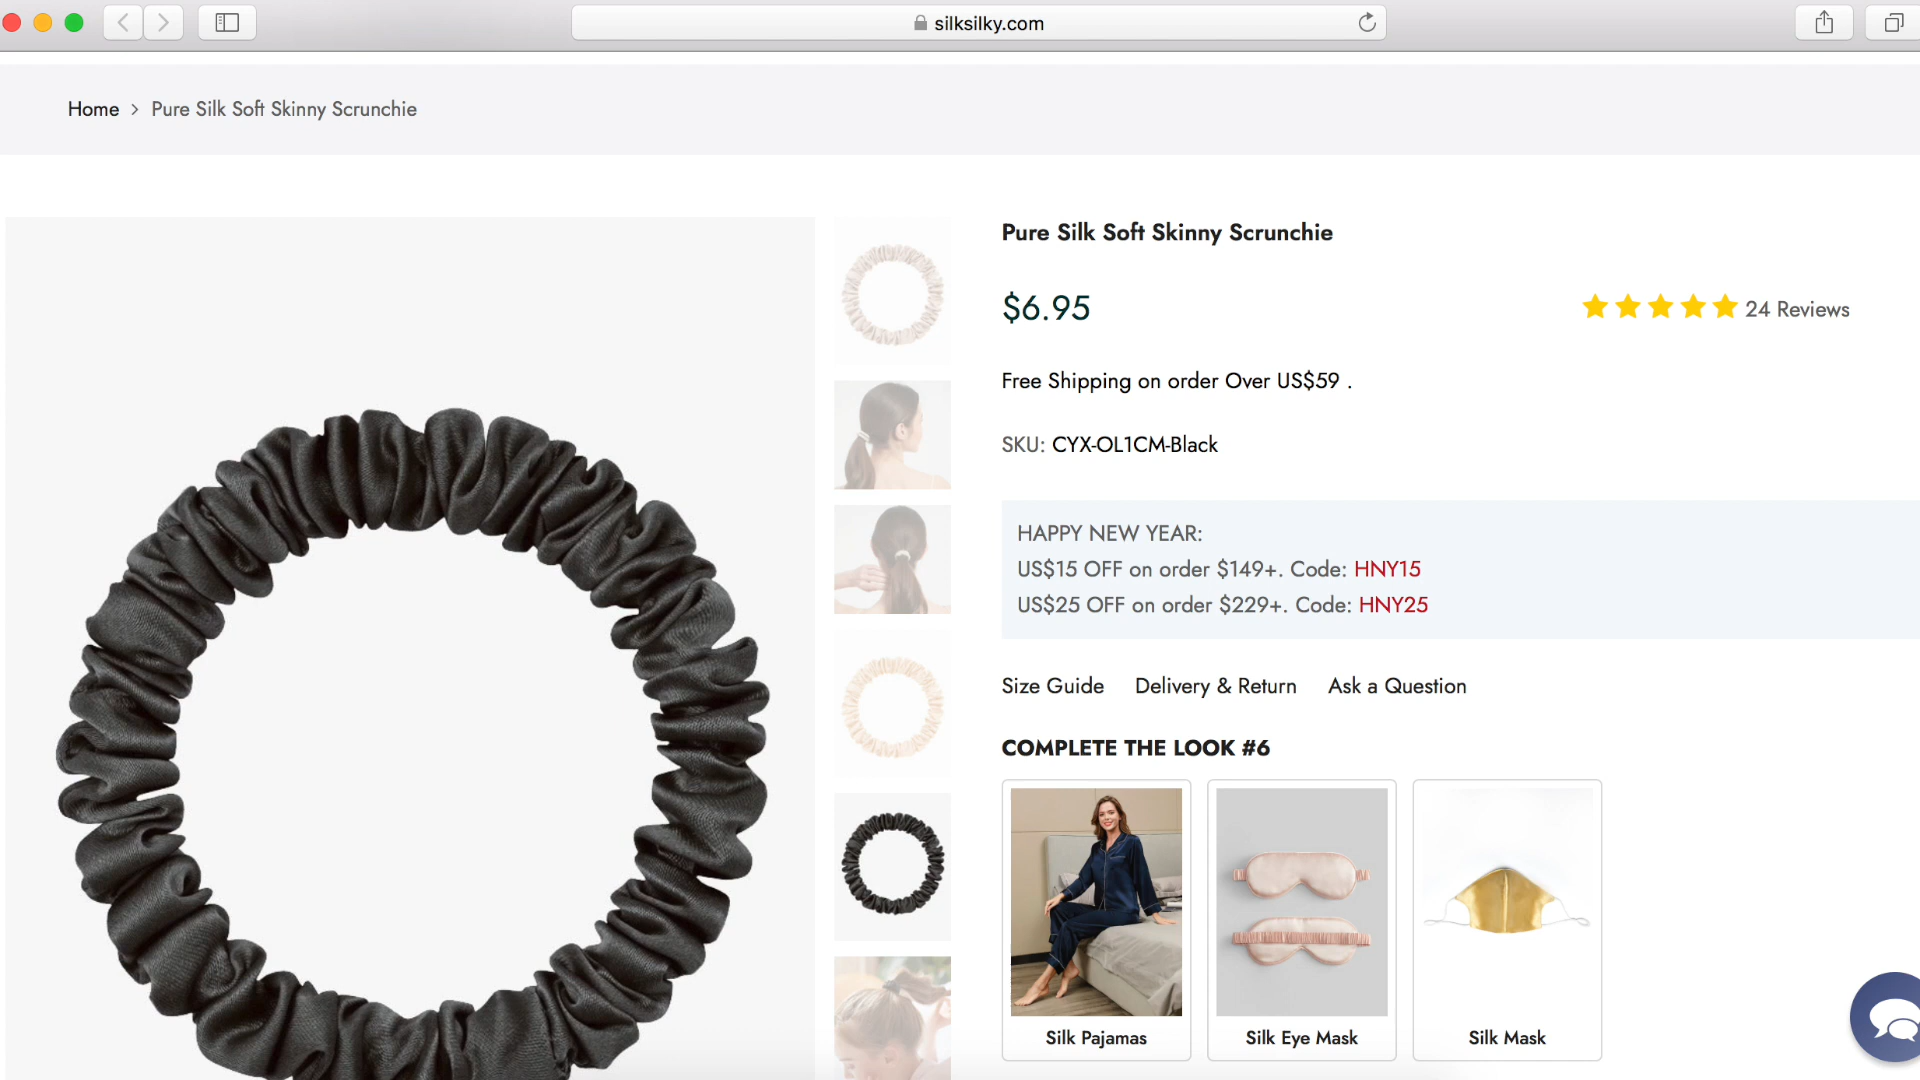 silksilky.com
Home > Pure Silk Soft Skinny Scrunchie
Pure Silk Soft Skinny Scrunchie
$6.95
24 Reviews
Free Shipping on order Over US$59 .
SKU: CYX-OL1CM-Black
HAPPY NEW YEAR:
US$15 OFF on order $149+. Code: HNY15
US$25 OFF on order $229+. Code: HNY25
Size Guide Delivery & Return Ask a Question
COMPLETE THE LOOK #6
Silk Pajamas Silk Eye Mask Silk Mask